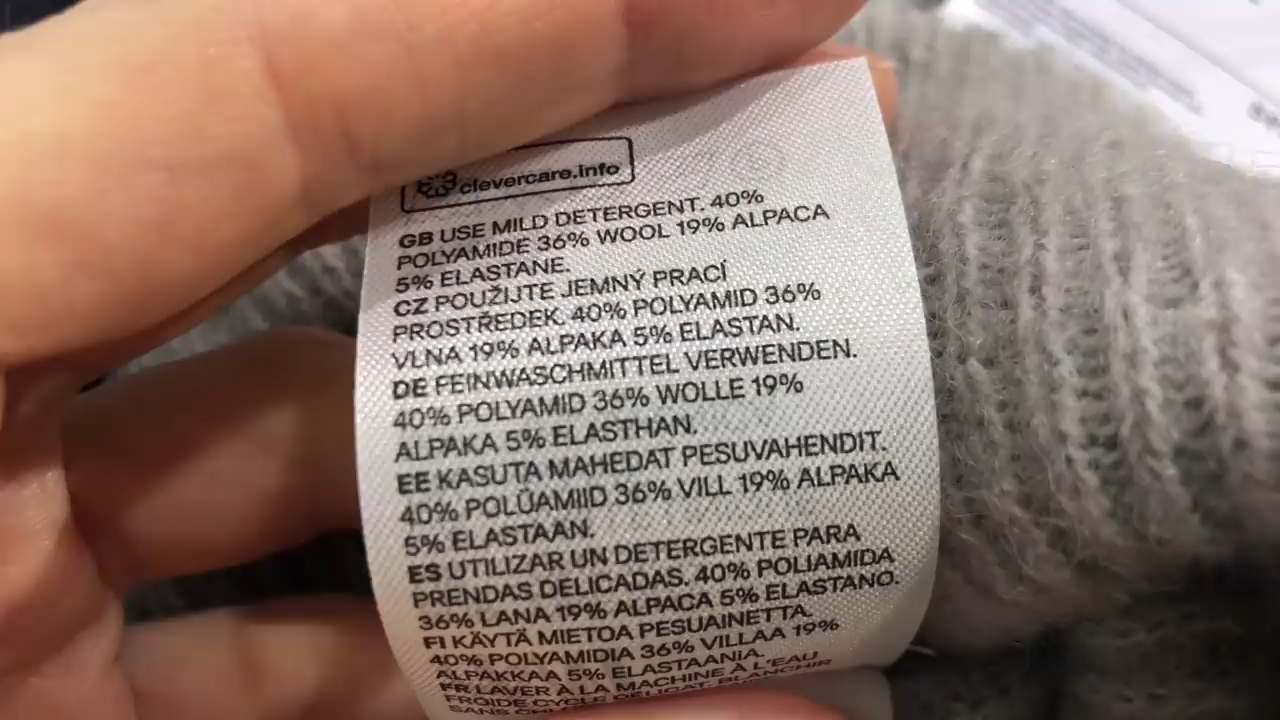 clevercare.info
GB USE MILD DETERGENT. 40%
POLYAMIDE 36% WOOL 19% ALPACA
5% ELASTANE.
CZ POUŽIJTE JEMNÝ PRACÍ
PROSTŘEDEK. 40% POLYAMID 36%
VLNA 19% ALPAKA 5% ELASTAN.
DE FEINWASCHMITTEL VERWENDEN.
40% POLYAMID 36% WOLLE 19%
ALPAKA 5% ELASTHAN.
EE KASUTA MAHEDAT PESUVAHENDIT.
40% POLÜAMIID 36% VILL 19% ALPAKA
5% ELASTAAN.
ES UTILIZAR UN DETERGENTE PARA
PRENDAS DELICADAS. 40% POLIAMIDA
36% LANA 19% ALPACA 5% ELASTANO.
FI KÄYTÄ MIETOA PESUAINETTA.
40% POLYAMIDIA 36% VILLAA 19%
ALPAKKAA 5% ELASTAANIA.
FR LAVER À LA MACHINE À L'EAU
FROIDE CYCLE DÉLICAT. BLANCHIR
SANS